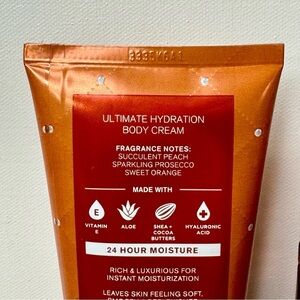 ULTIMATE HYDRATION
BODY CREAM
FRAGRANCE NOTES:
SUCCULENT PEACH
SPARKLING PROSECCO
SWEET ORANGE
MADE WITH
E
VITAMIN
E
ALOE
SHEA +
COCOA
BUTTERS
HYALURONIC
ACID
24 HOUR MOISTURE
RICH & LUXURIOUS FOR
INSTANT MOISTURIZATION
LEAVES SKIN FEELING SOFT,